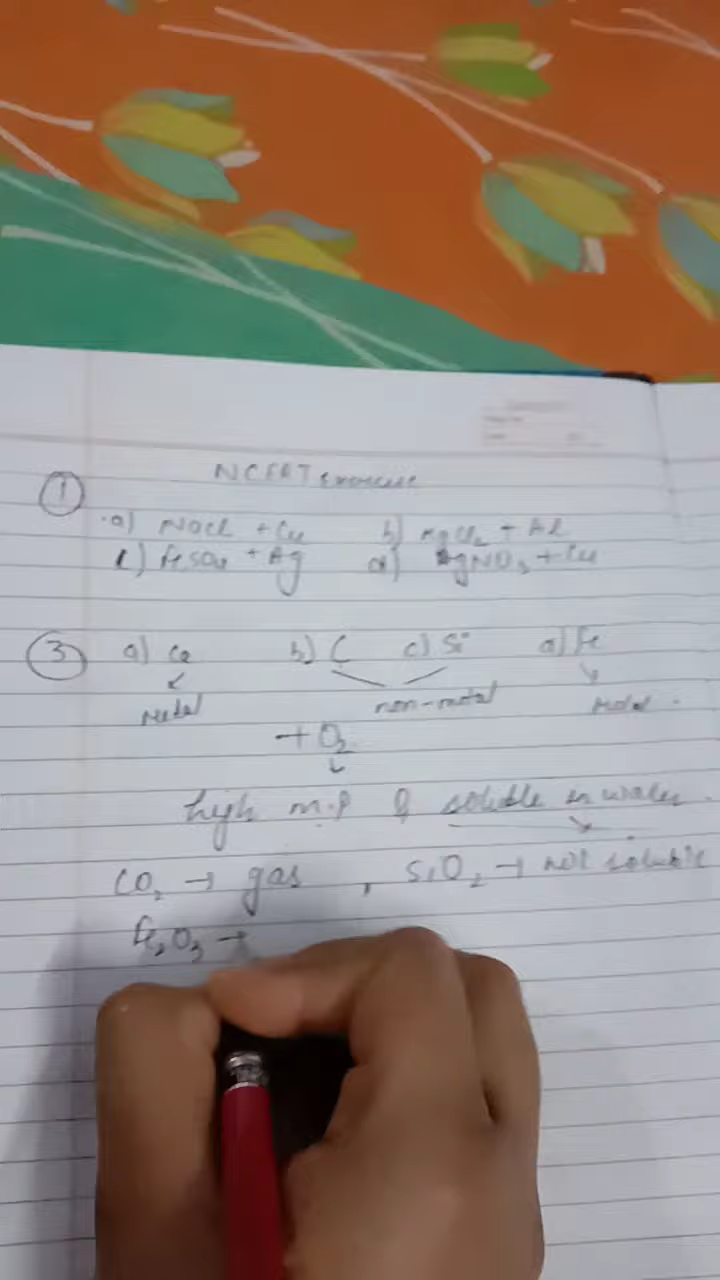 NCERT Exercise
① a) NaCl + Cu b) MgCl₂ + Al
c) FeSO₄ + Ag d) AgNO₃ + Cu
③ a) Ca b) C c) Si d) Fe
Metal non-metal Metal
+ O₂
high m.p & soluble in water.
CO₂ → gas , SiO₂ → not soluble
Fe₂O₃ →